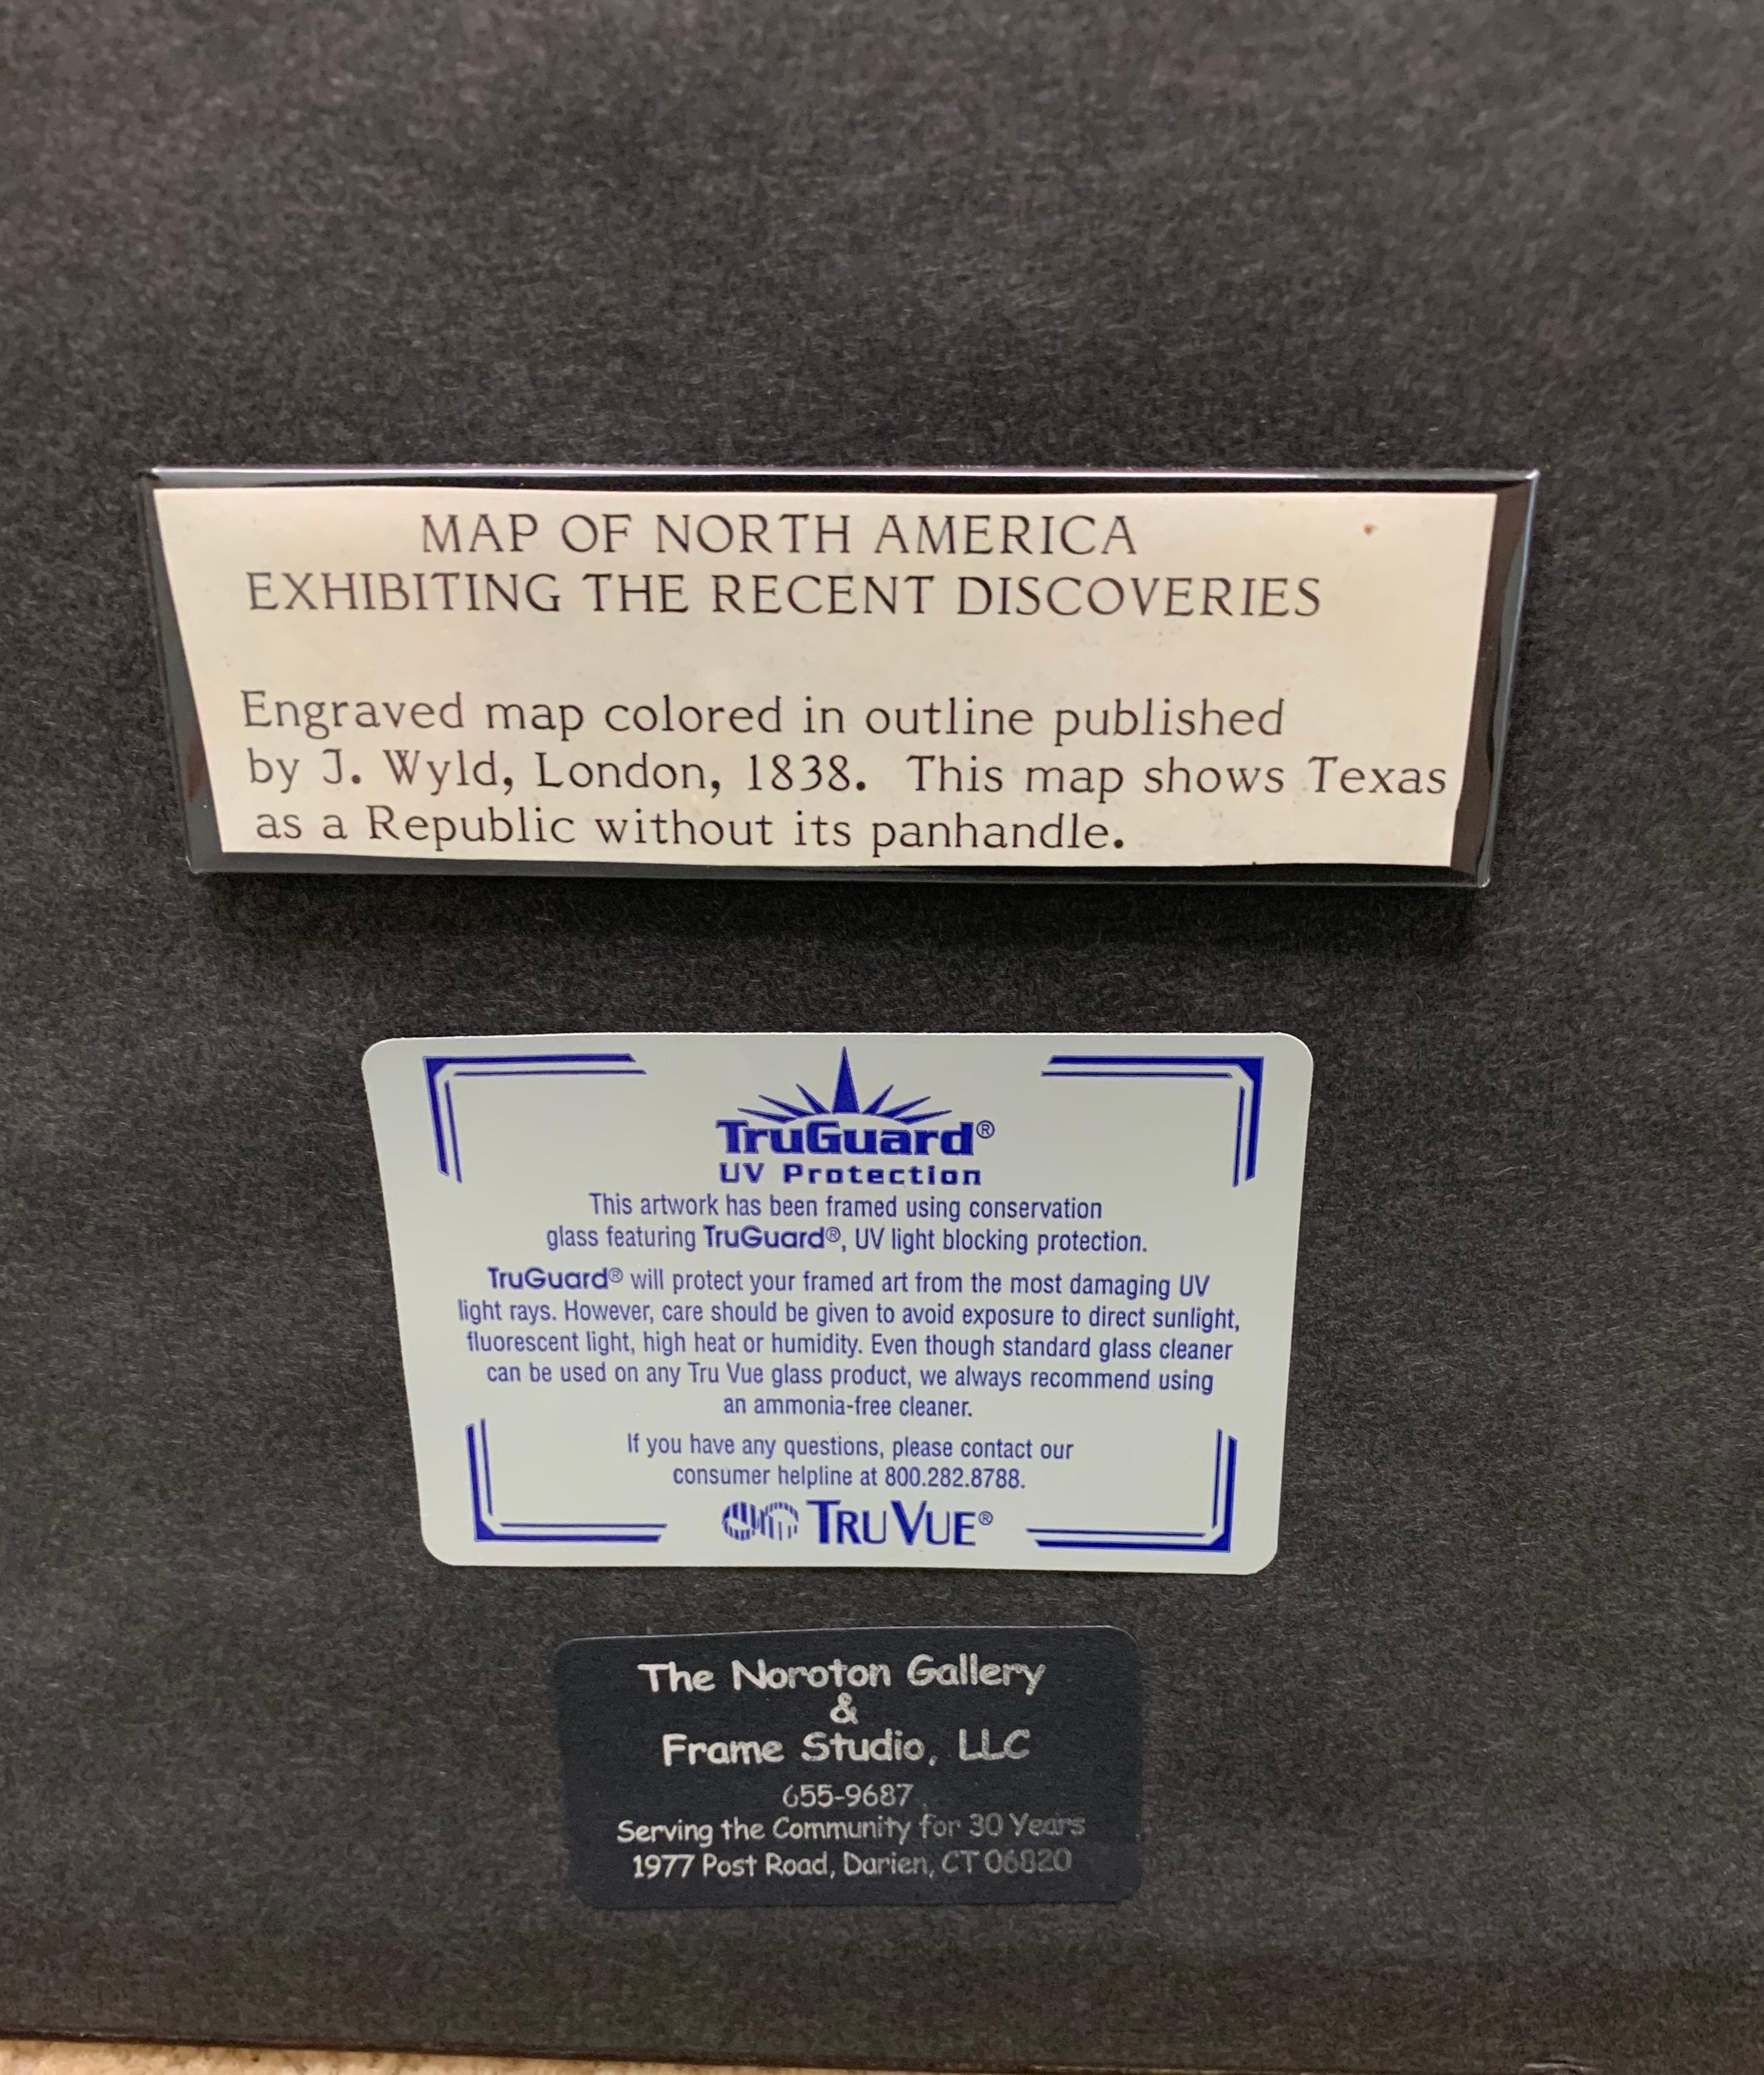 MAP OF NORTH AMERICA
EXHIBITING THE RECENT DISCOVERIES
Engraved map colored in outline published
by J. Wyld, London, 1838. This map shows Texas
as a Republic without its panhandle.
TruGuard®
UV Protection
This artwork has been framed using conservation
glass featuring TruGuard®, UV light blocking protection.
TruGuard® will protect your framed art from the most damaging UV
light rays. However, care should be given to avoid exposure to direct sunlight,
fluorescent light, high heat or humidity. Even though standard glass cleaner
can be used on any Tru Vue glass product, we always recommend using
an ammonia-free cleaner.
If you have any questions, please contact our
consumer helpline at 800.282.8788.
TRU VUE®
The Noroton Gallery
&
Frame Studio, LLC
655-9687
Serving the Community for 30 Years
1977 Post Road, Darien, CT 06820